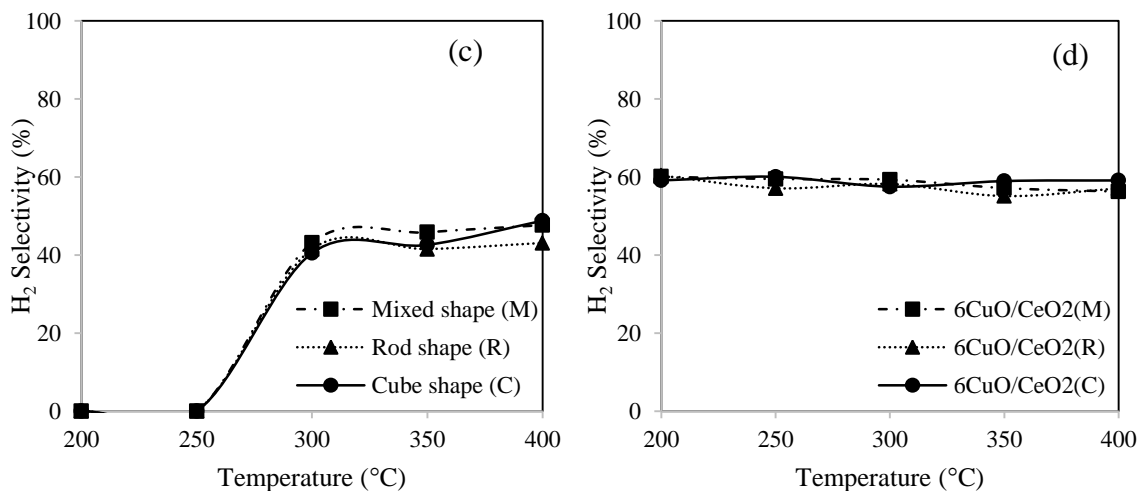 (c)
H2 Selectivity (%)
100
80
60
40
20
0
Mixed shape (M)
Rod shape (R)
Cube shape (C)
200 250 300 350 400
Temperature (°C)
(d)
H2 Selectivity (%)
100
80
60
40
20
0
6CuO/CeO2(M)
6CuO/CeO2(R)
6CuO/CeO2(C)
200 250 300 350 400
Temperature (°C)